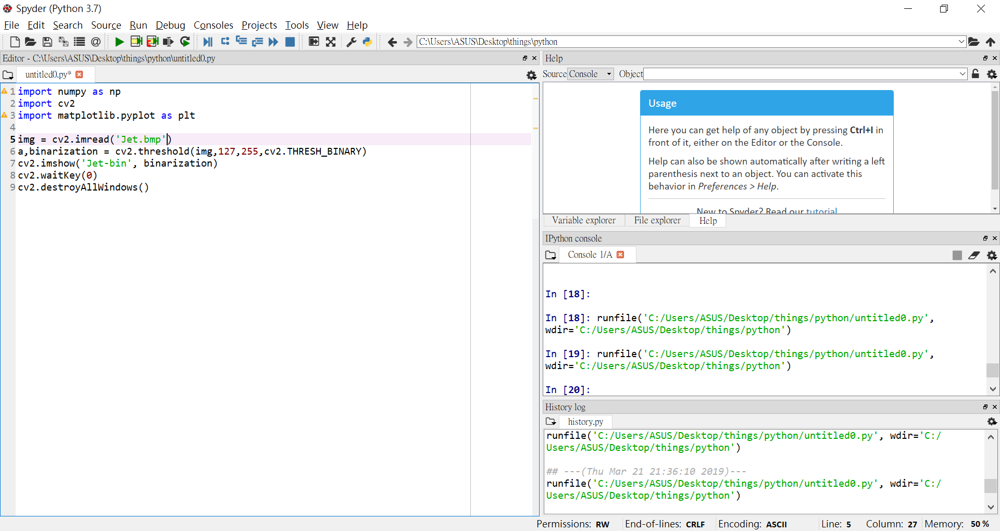 Spyder (Python 3.7)
File Edit Search Source Run Debug Consoles Projects Tools View Help
C:\Users\ASUS\Desktop\things\python
Editor - C:\Users\ASUS\Desktop\things\python\untitled0.py
untitled0.py*
1 import numpy as np
2 import cv2
3 import matplotlib.pyplot as plt
4
5 img = cv2.imread('Jet.bmp')
6 a,binarization = cv2.threshold(img,127,255,cv2.THRESH_BINARY)
7 cv2.imshow('Jet-bin', binarization)
8 cv2.waitKey(0)
9 cv2.destroyAllWindows()
Help
Source Console Object
Usage
Here you can get help of any object by pressing Ctrl+I in
front of it, either on the Editor or the Console.
Help can also be shown automatically after writing a left
parenthesis next to an object. You can activate this
behavior in Preferences > Help.
New to Spyder? Read our tutorial
Variable explorer File explorer Help
IPython console
Console 1/A
In [18]:
In [18]: runfile('C:/Users/ASUS/Desktop/things/python/untitled0.py',
wdir='C:/Users/ASUS/Desktop/things/python')
In [19]: runfile('C:/Users/ASUS/Desktop/things/python/untitled0.py',
wdir='C:/Users/ASUS/Desktop/things/python')
In [20]:
History log
history.py
runfile('C:/Users/ASUS/Desktop/things/python/untitled0.py', wdir='C:/
Users/ASUS/Desktop/things/python')
## ---(Thu Mar 21 21:36:10 2019)---
runfile('C:/Users/ASUS/Desktop/things/python/untitled0.py', wdir='C:/
Users/ASUS/Desktop/things/python')
Permissions: RW End-of-lines: CRLF Encoding: ASCII Line: 5 Column: 27 Memory: 50 %